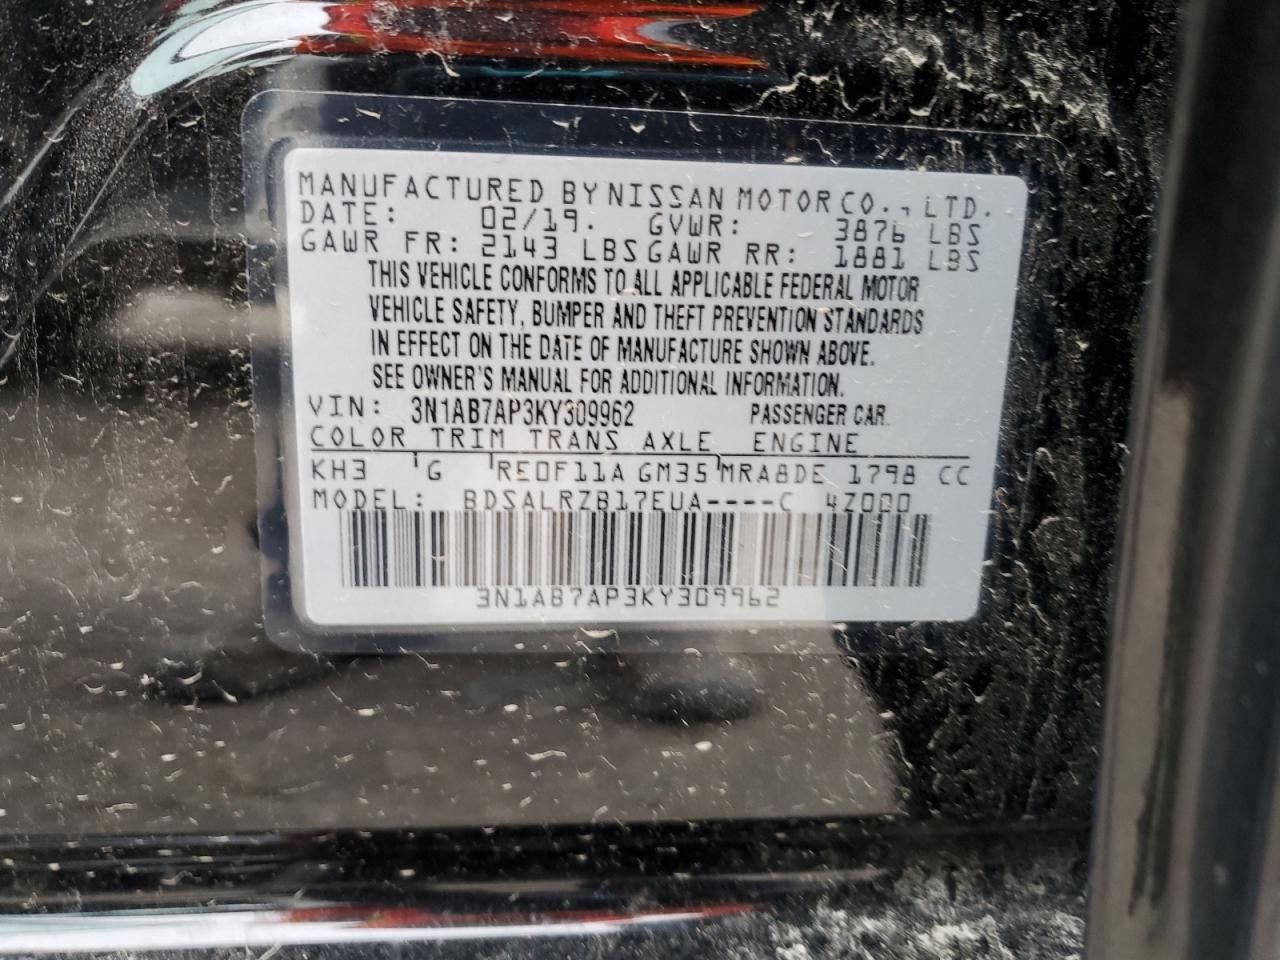 MANUFACTURED BY NISSAN MOTOR CO., LTD.
DATE: 02/19. GVWR: 3876 LBS
GAWR FR: 2143 LBS GAWR RR: 1881 LBS
THIS VEHICLE CONFORMS TO ALL APPLICABLE FEDERAL MOTOR
VEHICLE SAFETY, BUMPER AND THEFT PREVENTION STANDARDS
IN EFFECT ON THE DATE OF MANUFACTURE SHOWN ABOVE.
SEE OWNER'S MANUAL FOR ADDITIONAL INFORMATION.
VIN: 3N1AB7AP3KY309962 PASSENGER CAR
COLOR TRIM TRANS AXLE ENGINE
KH3 G RE0F11A GM35 MRA8DE 1798 CC
MODEL: BDSALRZB17EUA----C 4Z000
3N1AB7AP3KY309962